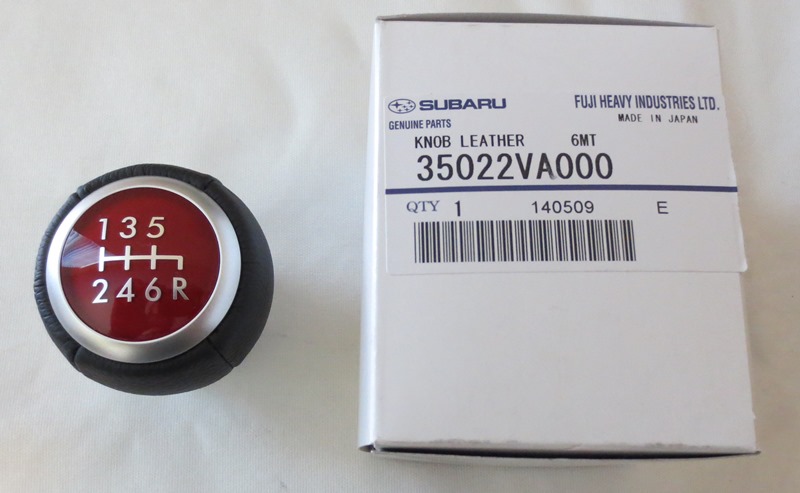 1 3 5
2 4 6 R
SUBARU
GENUINE PARTS
FUJI HEAVY INDUSTRIES LTD.
MADE IN JAPAN
KNOB LEATHER 6MT
35022VA000
QTY 1 140509 E